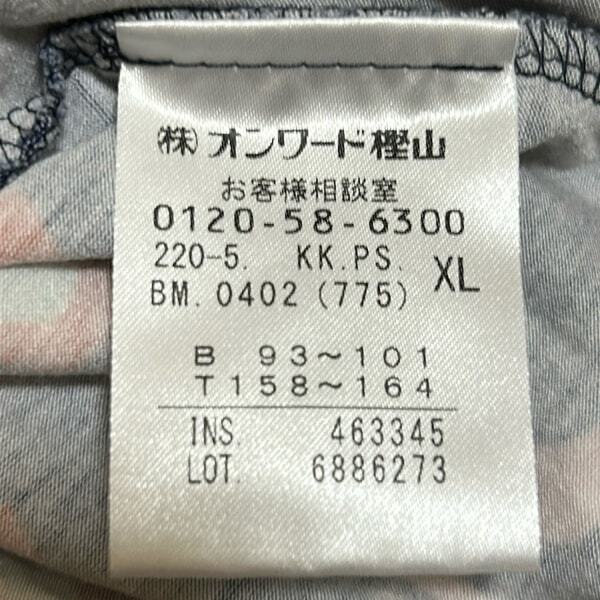 (株)オンワード樫山
お客様相談室
0120-58-6300
220-5. KK.PS. XL
BM.0402(775)
B 93〜101
T158〜164
INS. 463345
LOT. 6886273